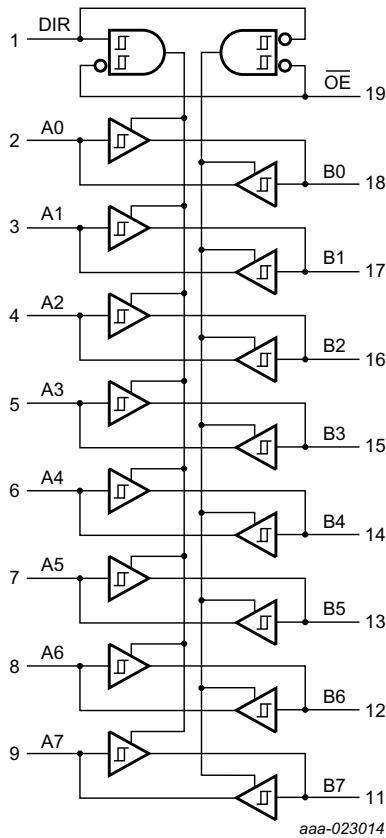 1 DIR
OE 19
2 A0
B0 18
3 A1
B1 17
4 A2
B2 16
5 A3
B3 15
6 A4
B4 14
7 A5
B5 13
8 A6
B6 12
9 A7
B7 11
aaa-023014